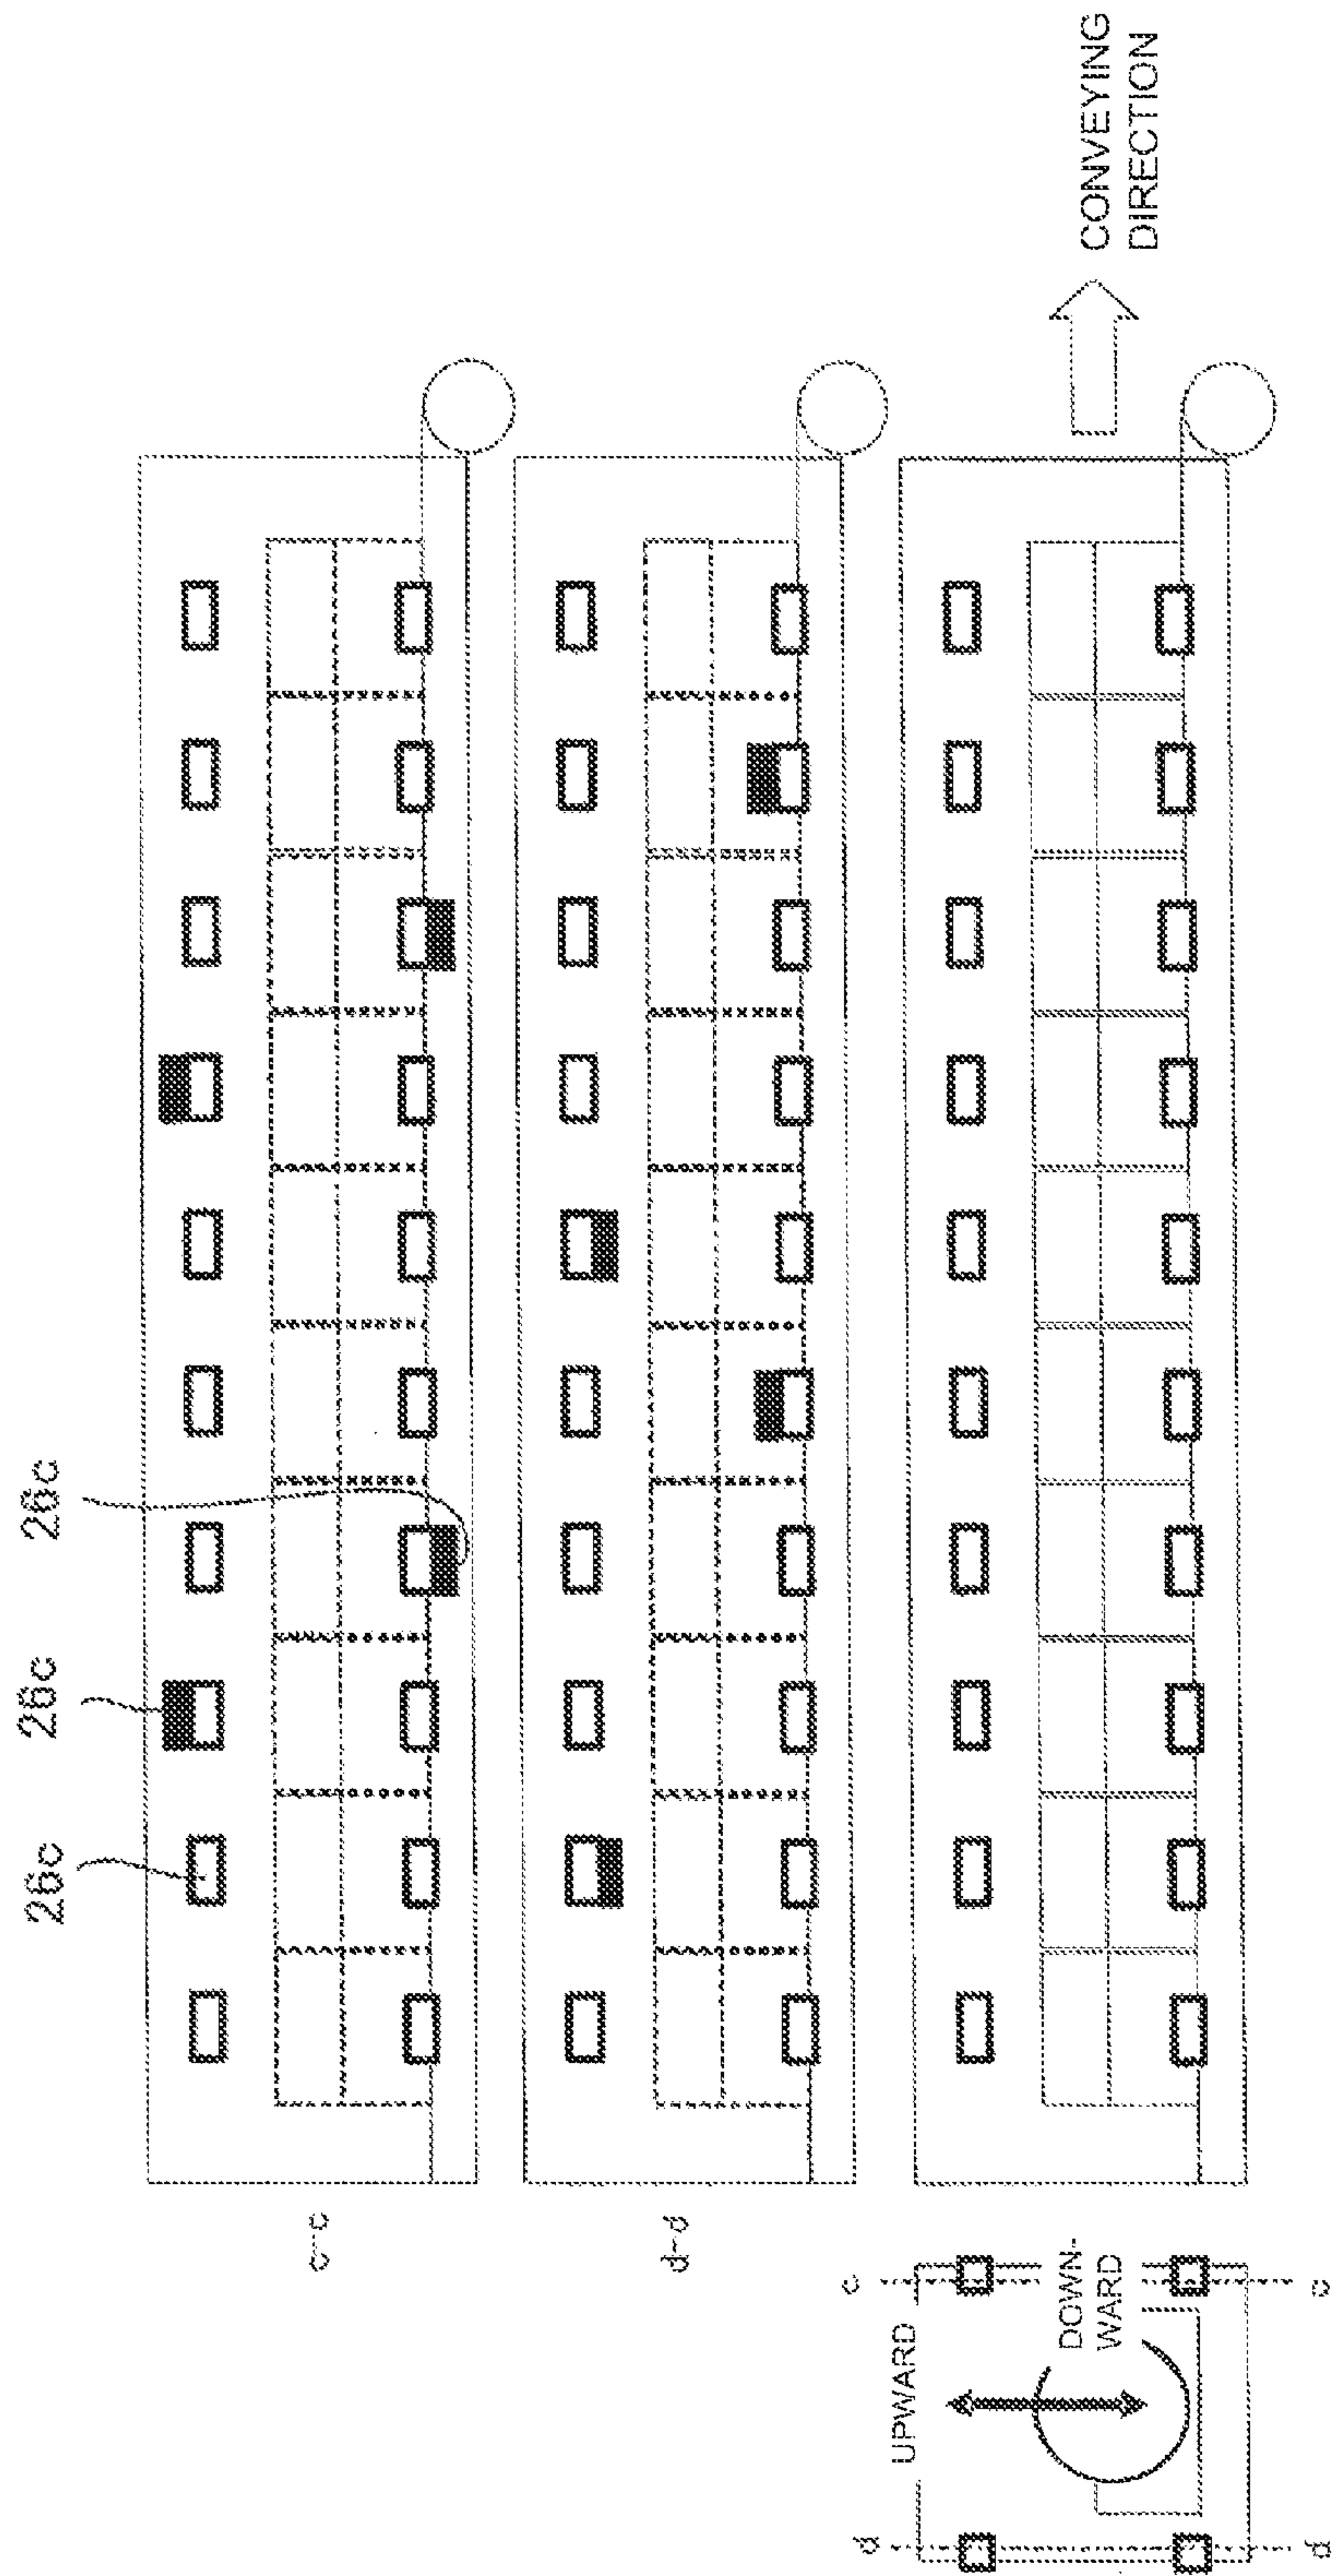 26c
26c
26c
c-c
d-d
CONVEYING
DIRECTION
UPWARD
DOWN-
WARD
c
c
d
d